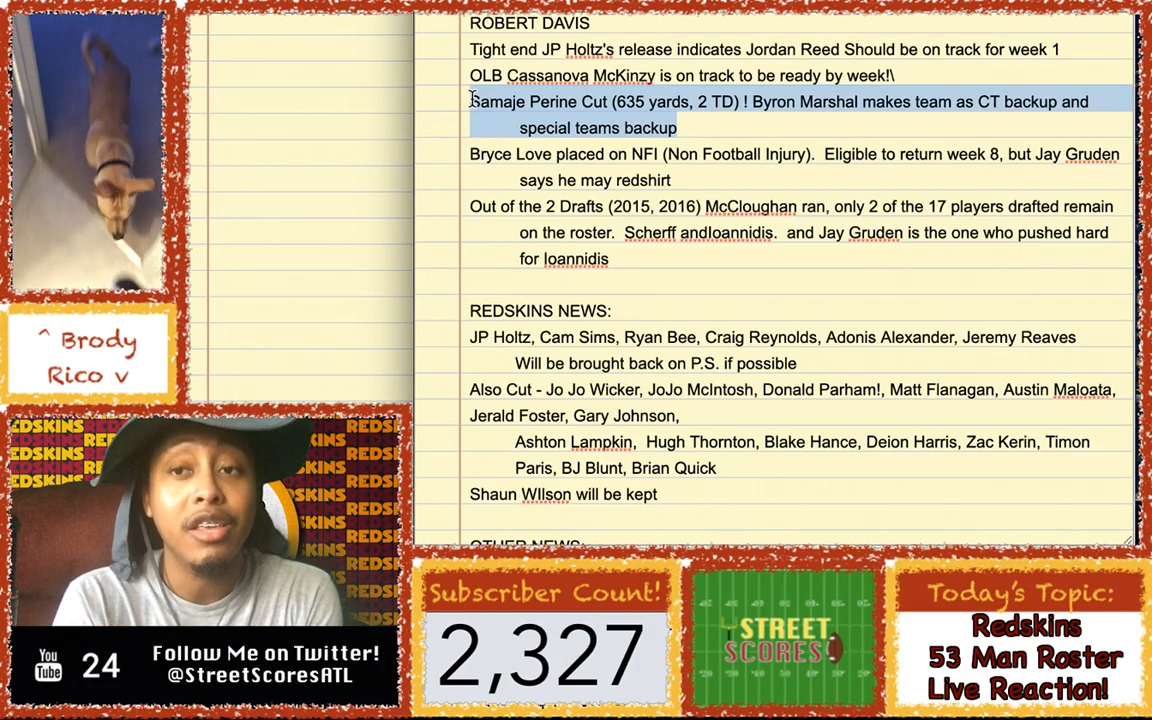 ROBERT DAVIS
Tight end JP Holtz's release indicates Jordan Reed Should be on track for week 1
OLB Cassanova McKinzy is on track to be ready by week!\
Samaje Perine Cut (635 yards, 2 TD) ! Byron Marshal makes team as CT backup and
special teams backup
Bryce Love placed on NFI (Non Football Injury).  Eligible to return week 8, but Jay Gruden
says he may redshirt
Out of the 2 Drafts (2015, 2016) McCloughan ran, only 2 of the 17 players drafted remain
on the roster.  Scherff andIoannidis.  and Jay Gruden is the one who pushed hard
for Ioannidis
REDSKINS NEWS:
JP Holtz, Cam Sims, Ryan Bee, Craig Reynolds, Adonis Alexander, Jeremy Reaves
Will be brought back on P.S. if possible
Also Cut - Jo Jo Wicker, JoJo McIntosh, Donald Parham!, Matt Flanagan, Austin Maloata,
Jerald Foster, Gary Johnson,
Ashton Lampkin,  Hugh Thornton, Blake Hance, Deion Harris, Zac Kerin, Timon
Paris, BJ Blunt, Brian Quick
Shaun WIlson will be kept
OTHER NEWS:
^ Brody
Rico v
You
Tube
24
Follow Me on Twitter!
@StreetScoresATL
Subscriber Count!
2,327
STREET
SCORES
Today's Topic:
Redskins
53 Man Roster
Live Reaction!